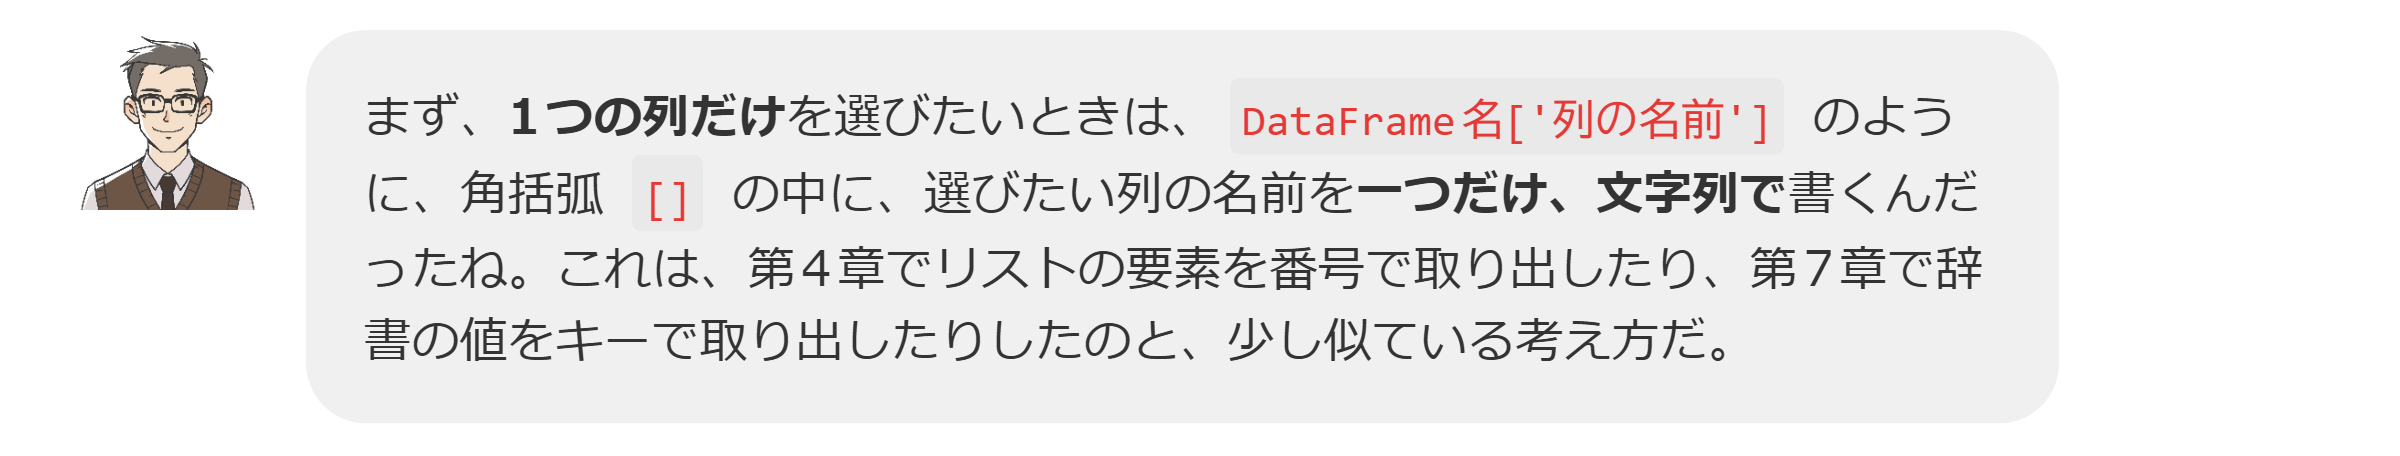 まず、１つの列だけを選びたいときは、 DataFrame名['列の名前'] のよう
に、角括弧 [] の中に、選びたい列の名前を一つだけ、文字列で書くんだ
ったね。これは、第４章でリストの要素を番号で取り出したり、第７章で辞
書の値をキーで取り出したりしたのと、少し似ている考え方だ。